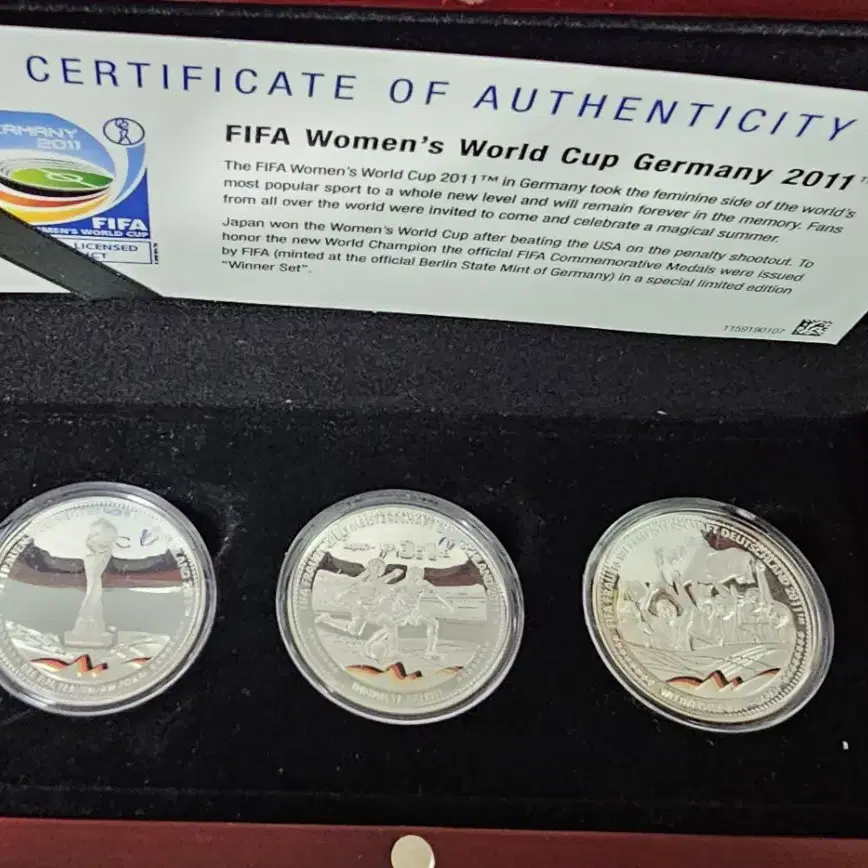 CERTIFICATE OF AUTHENTICITY
GERMANY
2011
FIFA
WOMEN'S WORLD CUP
LICENSED
FIFA Women's World Cup Germany 2011™
The FIFA Women's World Cup 2011™ in Germany took the feminine side of the world's
most popular sport to a whole new level and will remain forever in the memory. Fans
from all over the world were invited to come and celebrate a magical summer.
Japan won the Women's World Cup after beating the USA on the penalty shootout. To
honor the new World Champion the official FIFA Commemorative Medals were issued
by FIFA (minted at the official Berlin State Mint of Germany) in a special limited edition
"Winner Set".
1159190107
DEUTSCHLAND 2011